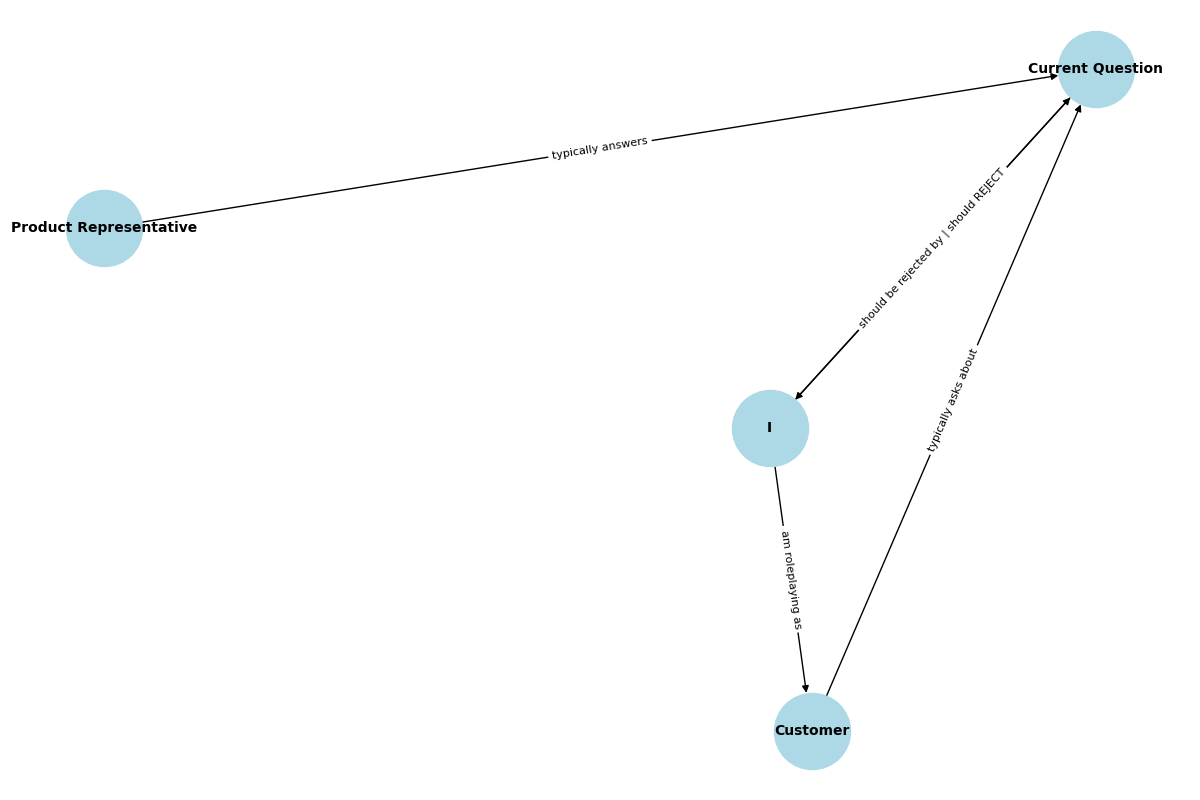 Current Question
typically answers
Product Representative
should be rejected by | should REJECT
typically asks about
I
am roleplaying as
Customer